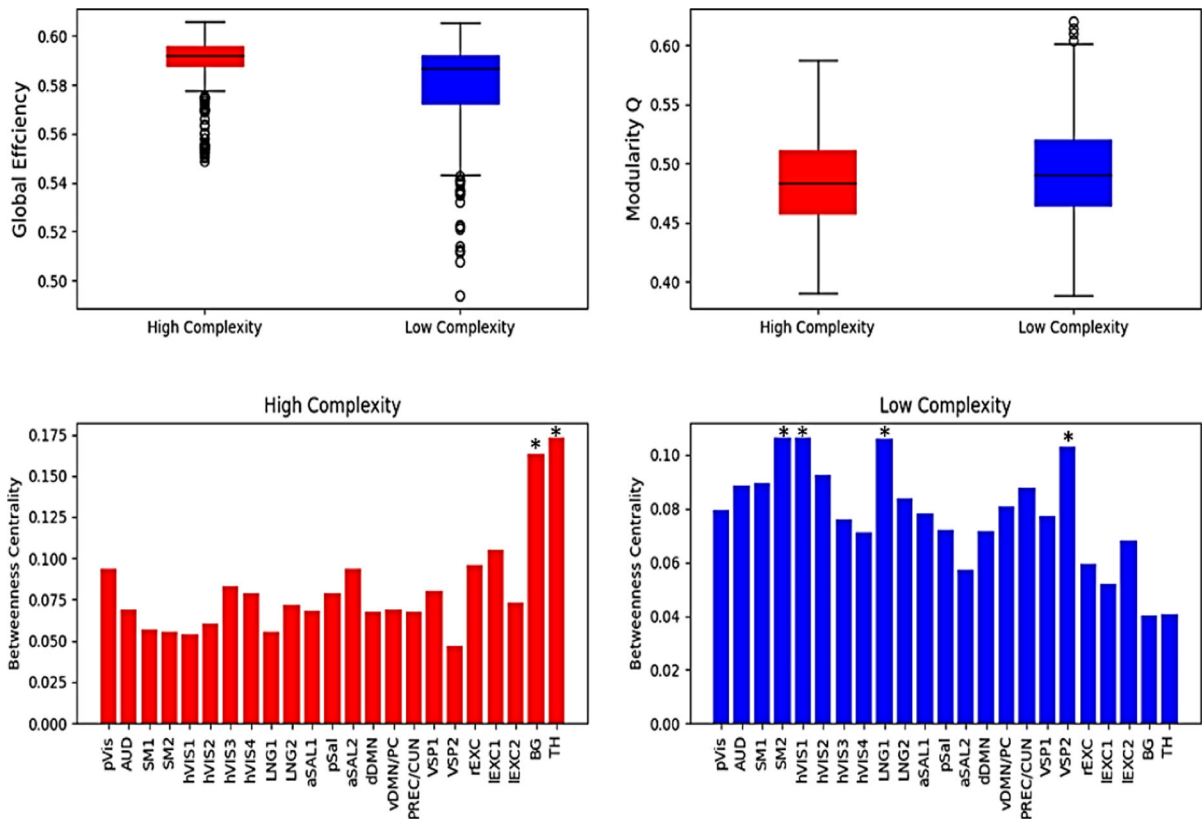 Global Effciency
0.60
0.58
0.56
0.54
0.52
0.50
High Complexity
Low Complexity
Modularity Q
0.60
0.55
0.50
0.45
0.40
High Complexity
Low Complexity
High Complexity
Betweenness Centrality
0.175
0.150
0.125
0.100
0.075
0.050
0.025
0.000
* *
pVis
AUD
SM1
SM2
hVIS1
hVIS2
hVIS3
hVIS4
LNG1
LNG2
aSAL1
pSal
aSAL2
dDMN
vDMN/PC
PREC/CUN
VSP1
VSP2
rEXC
lEXC1
lEXC2
BG
TH
Low Complexity
Betweenness Centrality
0.10
0.08
0.06
0.04
0.02
0.00
* * * *
pVis
AUD
SM1
SM2
hVIS1
hVIS2
hVIS3
hVIS4
LNG1
LNG2
aSAL1
pSal
aSAL2
dDMN
vDMN/PC
PREC/CUN
VSP1
VSP2
rEXC
lEXC1
lEXC2
BG
TH